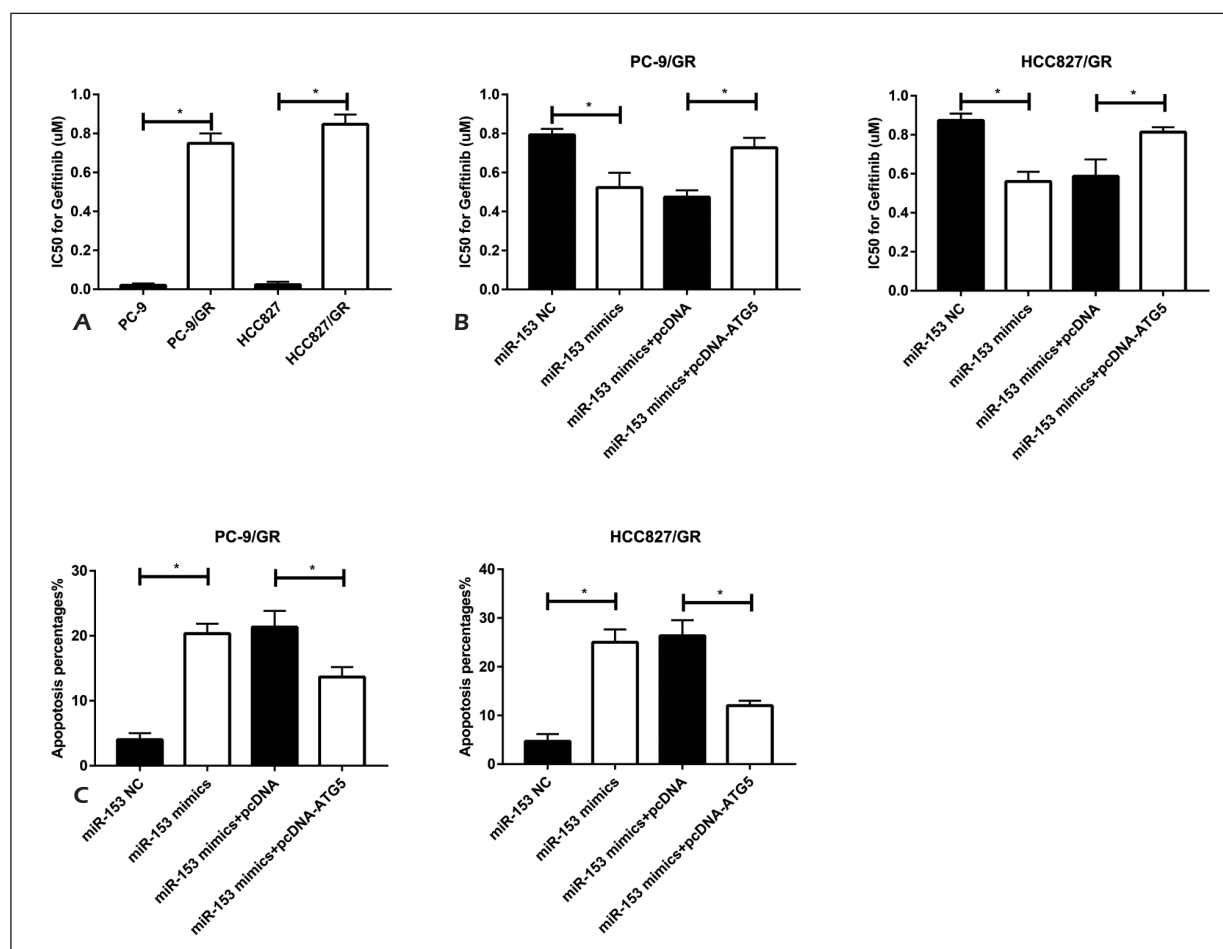 IC50 for Gefitinib (uM)
1.0
0.8
0.6
0.4
0.2
0.0
*
*
PC-9
PC-9/GR
HCC827
HCC827/GR
A
PC-9/GR
IC50 for Gefitinib (uM)
1.0
0.8
0.6
0.4
0.2
0.0
*
*
miR-153 NC
miR-153 mimics
miR-153 mimics+pcDNA
miR-153 mimics+pcDNA-ATG5
B
HCC827/GR
IC50 for Gefitinib (uM)
1.0
0.8
0.6
0.4
0.2
0.0
*
*
miR-153 NC
miR-153 mimics
miR-153 mimics+pcDNA
miR-153 mimics+pcDNA-ATG5
PC-9/GR
Apopotosis percentages%
30
20
10
0
*
*
miR-153 NC
miR-153 mimics
miR-153 mimics+pcDNA
miR-153 mimics+pcDNA-ATG5
C
HCC827/GR
Apopotosis percentages%
40
30
20
10
0
*
*
miR-153 NC
miR-153 mimics
miR-153 mimics+pcDNA
miR-153 mimics+pcDNA-ATG5